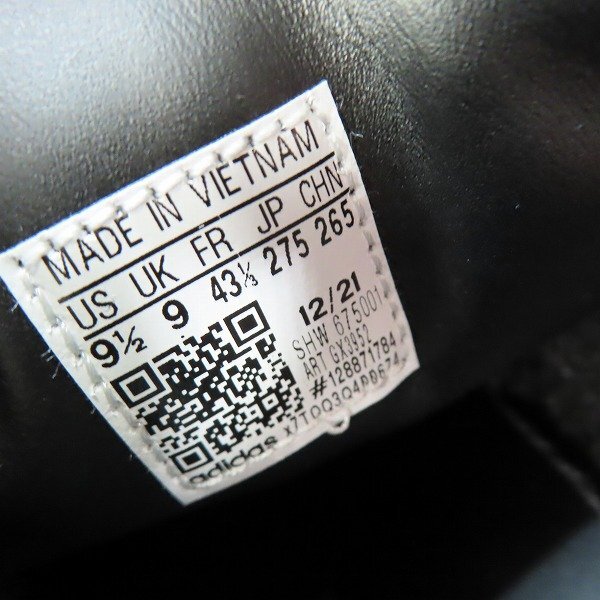 MADE IN VIETNAM
US UK FR JP CHN
9½ 9 43⅓ 275 265
12/21
SHW 675001
ART GX3952
#128871784
adidas